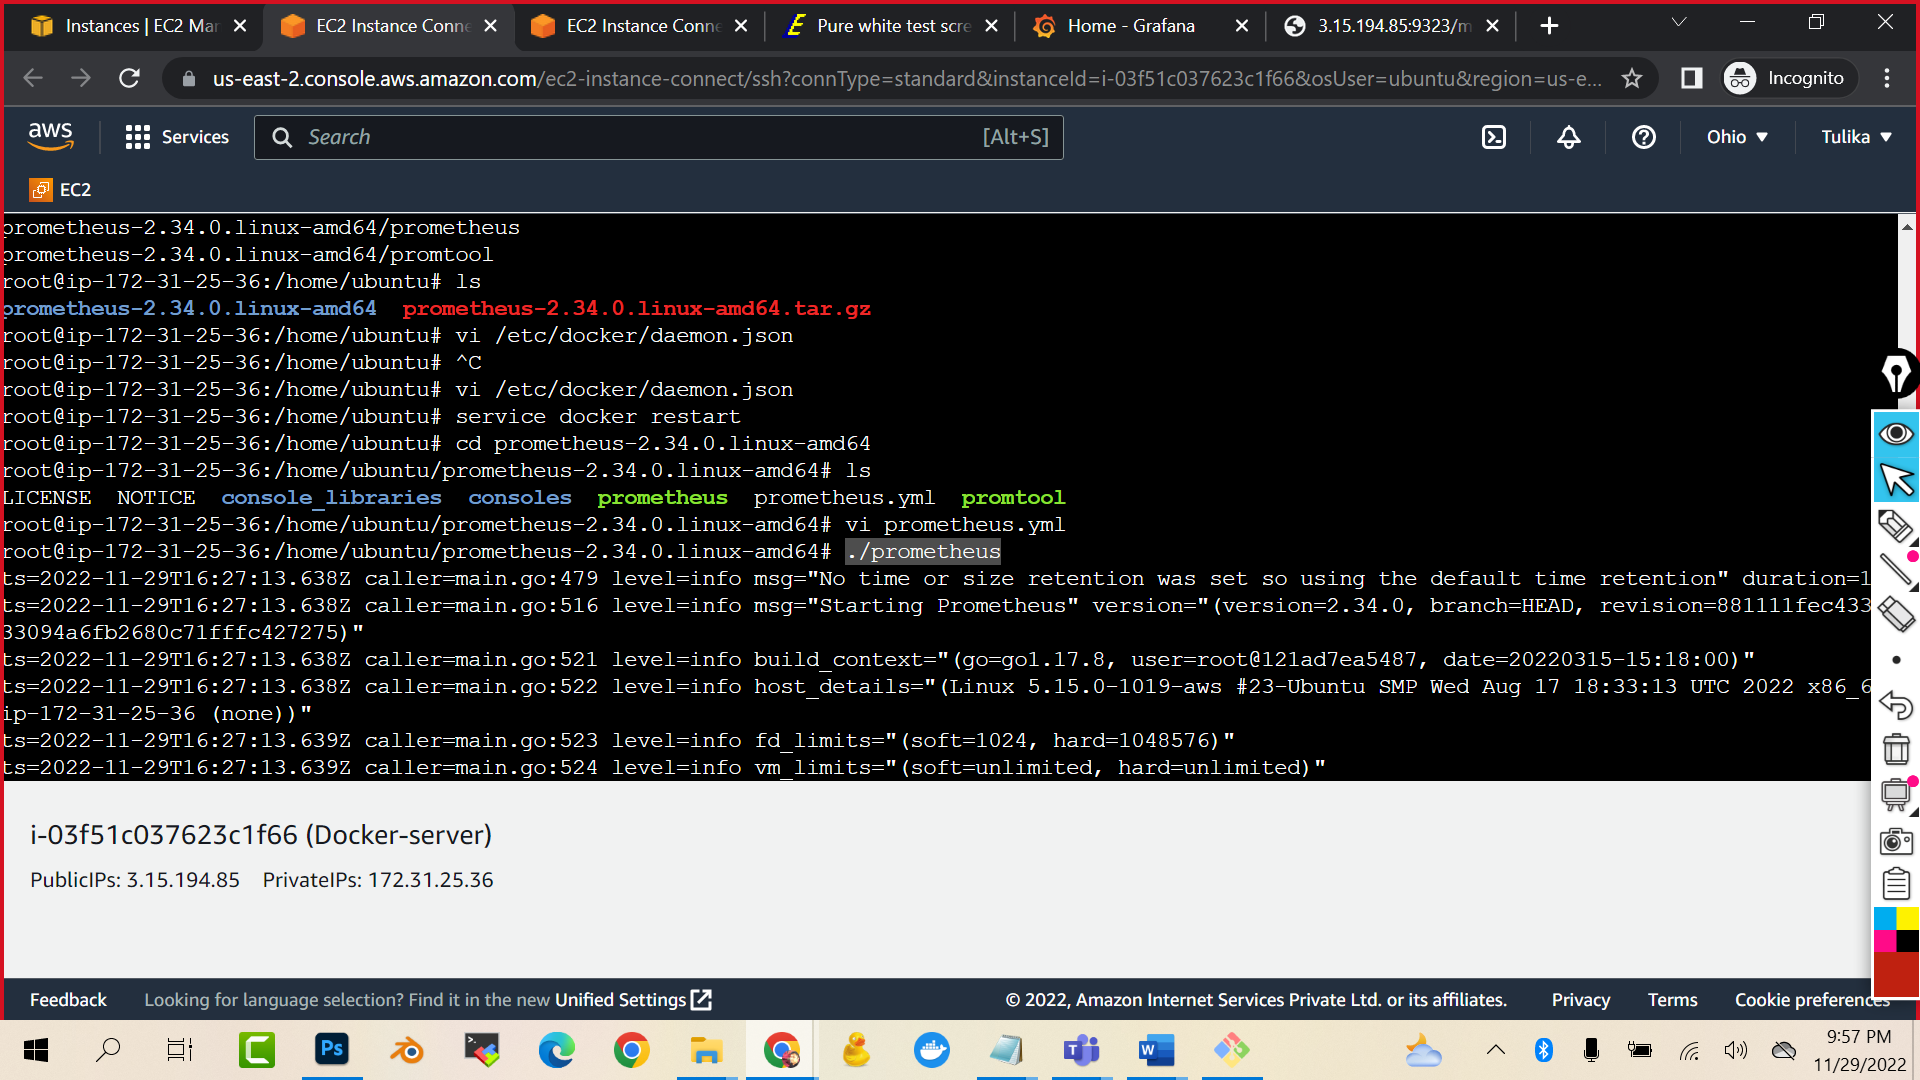 Instances | EC2 Mar
EC2 Instance Conne
EC2 Instance Conne
Pure white test scre
Home - Grafana
3.15.194.85:9323/m
us-east-2.console.aws.amazon.com/ec2-instance-connect/ssh?connType=standard&instanceId=i-03f51c037623c1f66&osUser=ubuntu&region=us-e...
Incognito
aws
Services
Search
[Alt+S]
Ohio
Tulika
EC2
prometheus-2.34.0.linux-amd64/prometheus
prometheus-2.34.0.linux-amd64/promtool
root@ip-172-31-25-36:/home/ubuntu# ls
prometheus-2.34.0.linux-amd64  prometheus-2.34.0.linux-amd64.tar.gz
root@ip-172-31-25-36:/home/ubuntu# vi /etc/docker/daemon.json
root@ip-172-31-25-36:/home/ubuntu# ^C
root@ip-172-31-25-36:/home/ubuntu# vi /etc/docker/daemon.json
root@ip-172-31-25-36:/home/ubuntu# service docker restart
root@ip-172-31-25-36:/home/ubuntu# cd prometheus-2.34.0.linux-amd64
root@ip-172-31-25-36:/home/ubuntu/prometheus-2.34.0.linux-amd64# ls
LICENSE  NOTICE  console_libraries  consoles  prometheus  prometheus.yml  promtool
root@ip-172-31-25-36:/home/ubuntu/prometheus-2.34.0.linux-amd64# vi prometheus.yml
root@ip-172-31-25-36:/home/ubuntu/prometheus-2.34.0.linux-amd64# ./prometheus
ts=2022-11-29T16:27:13.638Z caller=main.go:479 level=info msg="No time or size retention was set so using the default time retention" duration=1
ts=2022-11-29T16:27:13.638Z caller=main.go:516 level=info msg="Starting Prometheus" version="(version=2.34.0, branch=HEAD, revision=881111fec433
33094a6fb2680c71fffc427275)"
ts=2022-11-29T16:27:13.638Z caller=main.go:521 level=info build_context="(go=go1.17.8, user=root@121ad7ea5487, date=20220315-15:18:00)"
ts=2022-11-29T16:27:13.638Z caller=main.go:522 level=info host_details="(Linux 5.15.0-1019-aws #23-Ubuntu SMP Wed Aug 17 18:33:13 UTC 2022 x86_6
ip-172-31-25-36 (none))"
ts=2022-11-29T16:27:13.639Z caller=main.go:523 level=info fd_limits="(soft=1024, hard=1048576)"
ts=2022-11-29T16:27:13.639Z caller=main.go:524 level=info vm_limits="(soft=unlimited, hard=unlimited)"
i-03f51c037623c1f66 (Docker-server)
PublicIPs: 3.15.194.85  PrivateIPs: 172.31.25.36
Feedback
Looking for language selection? Find it in the new Unified Settings
© 2022, Amazon Internet Services Private Ltd. or its affiliates.
Privacy
Terms
Cookie preferences
Ps
9:57 PM
11/29/2022